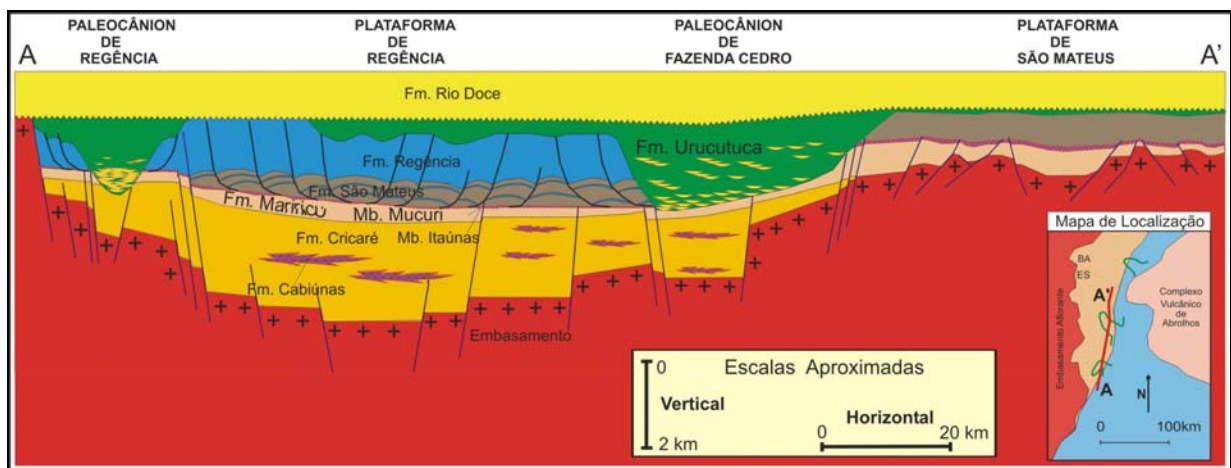 PALEOCÂNION
DE
REGÊNCIA
PLATAFORMA
DE
REGÊNCIA
PALEOCÂNION
DE
FAZENDA CEDRO
PLATAFORMA
DE
SÃO MATEUS
A
A'
Fm. Rio Doce
Fm. Urucutuca
Fm. Regência
Fm. São Mateus
Fm. Mariricú
Mb. Mucuri
Fm. Cricaré
Mb. Itaúnas
Fm. Cabiúnas
Embasamento
Escalas Aproximadas
0
Vertical
2 km
Horizontal
0 20 km
Mapa de Localização
BA
ES
Embasamento Aflorante
A'
A
Complexo
Vulcânico
de
Abrolhos
N
0 100km